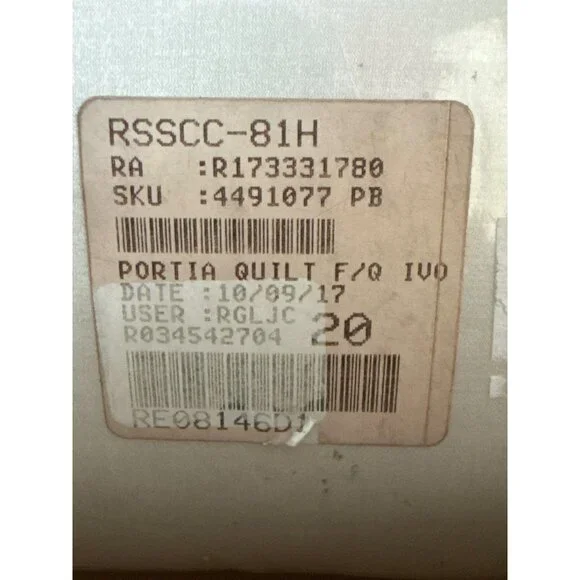 RSSCC-81H
RA :R173331780
SKU :4491077 PB
PORTIA QUILT F/Q IVO
DATE :10/09/17
USER :RGLJC 20
R034542704
RE08146D1